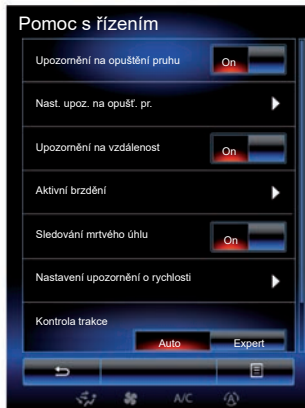 Pomoc s řízením
Upozornění na opuštění pruhu
On
Nast. upoz. na opušť. pr.
Upozornění na vzdálenost
On
Aktivní brzdění
Sledování mrtvého úhlu
On
Nastavení upozornění o rychlosti
Kontrola trakce
Auto Expert
A/C
A